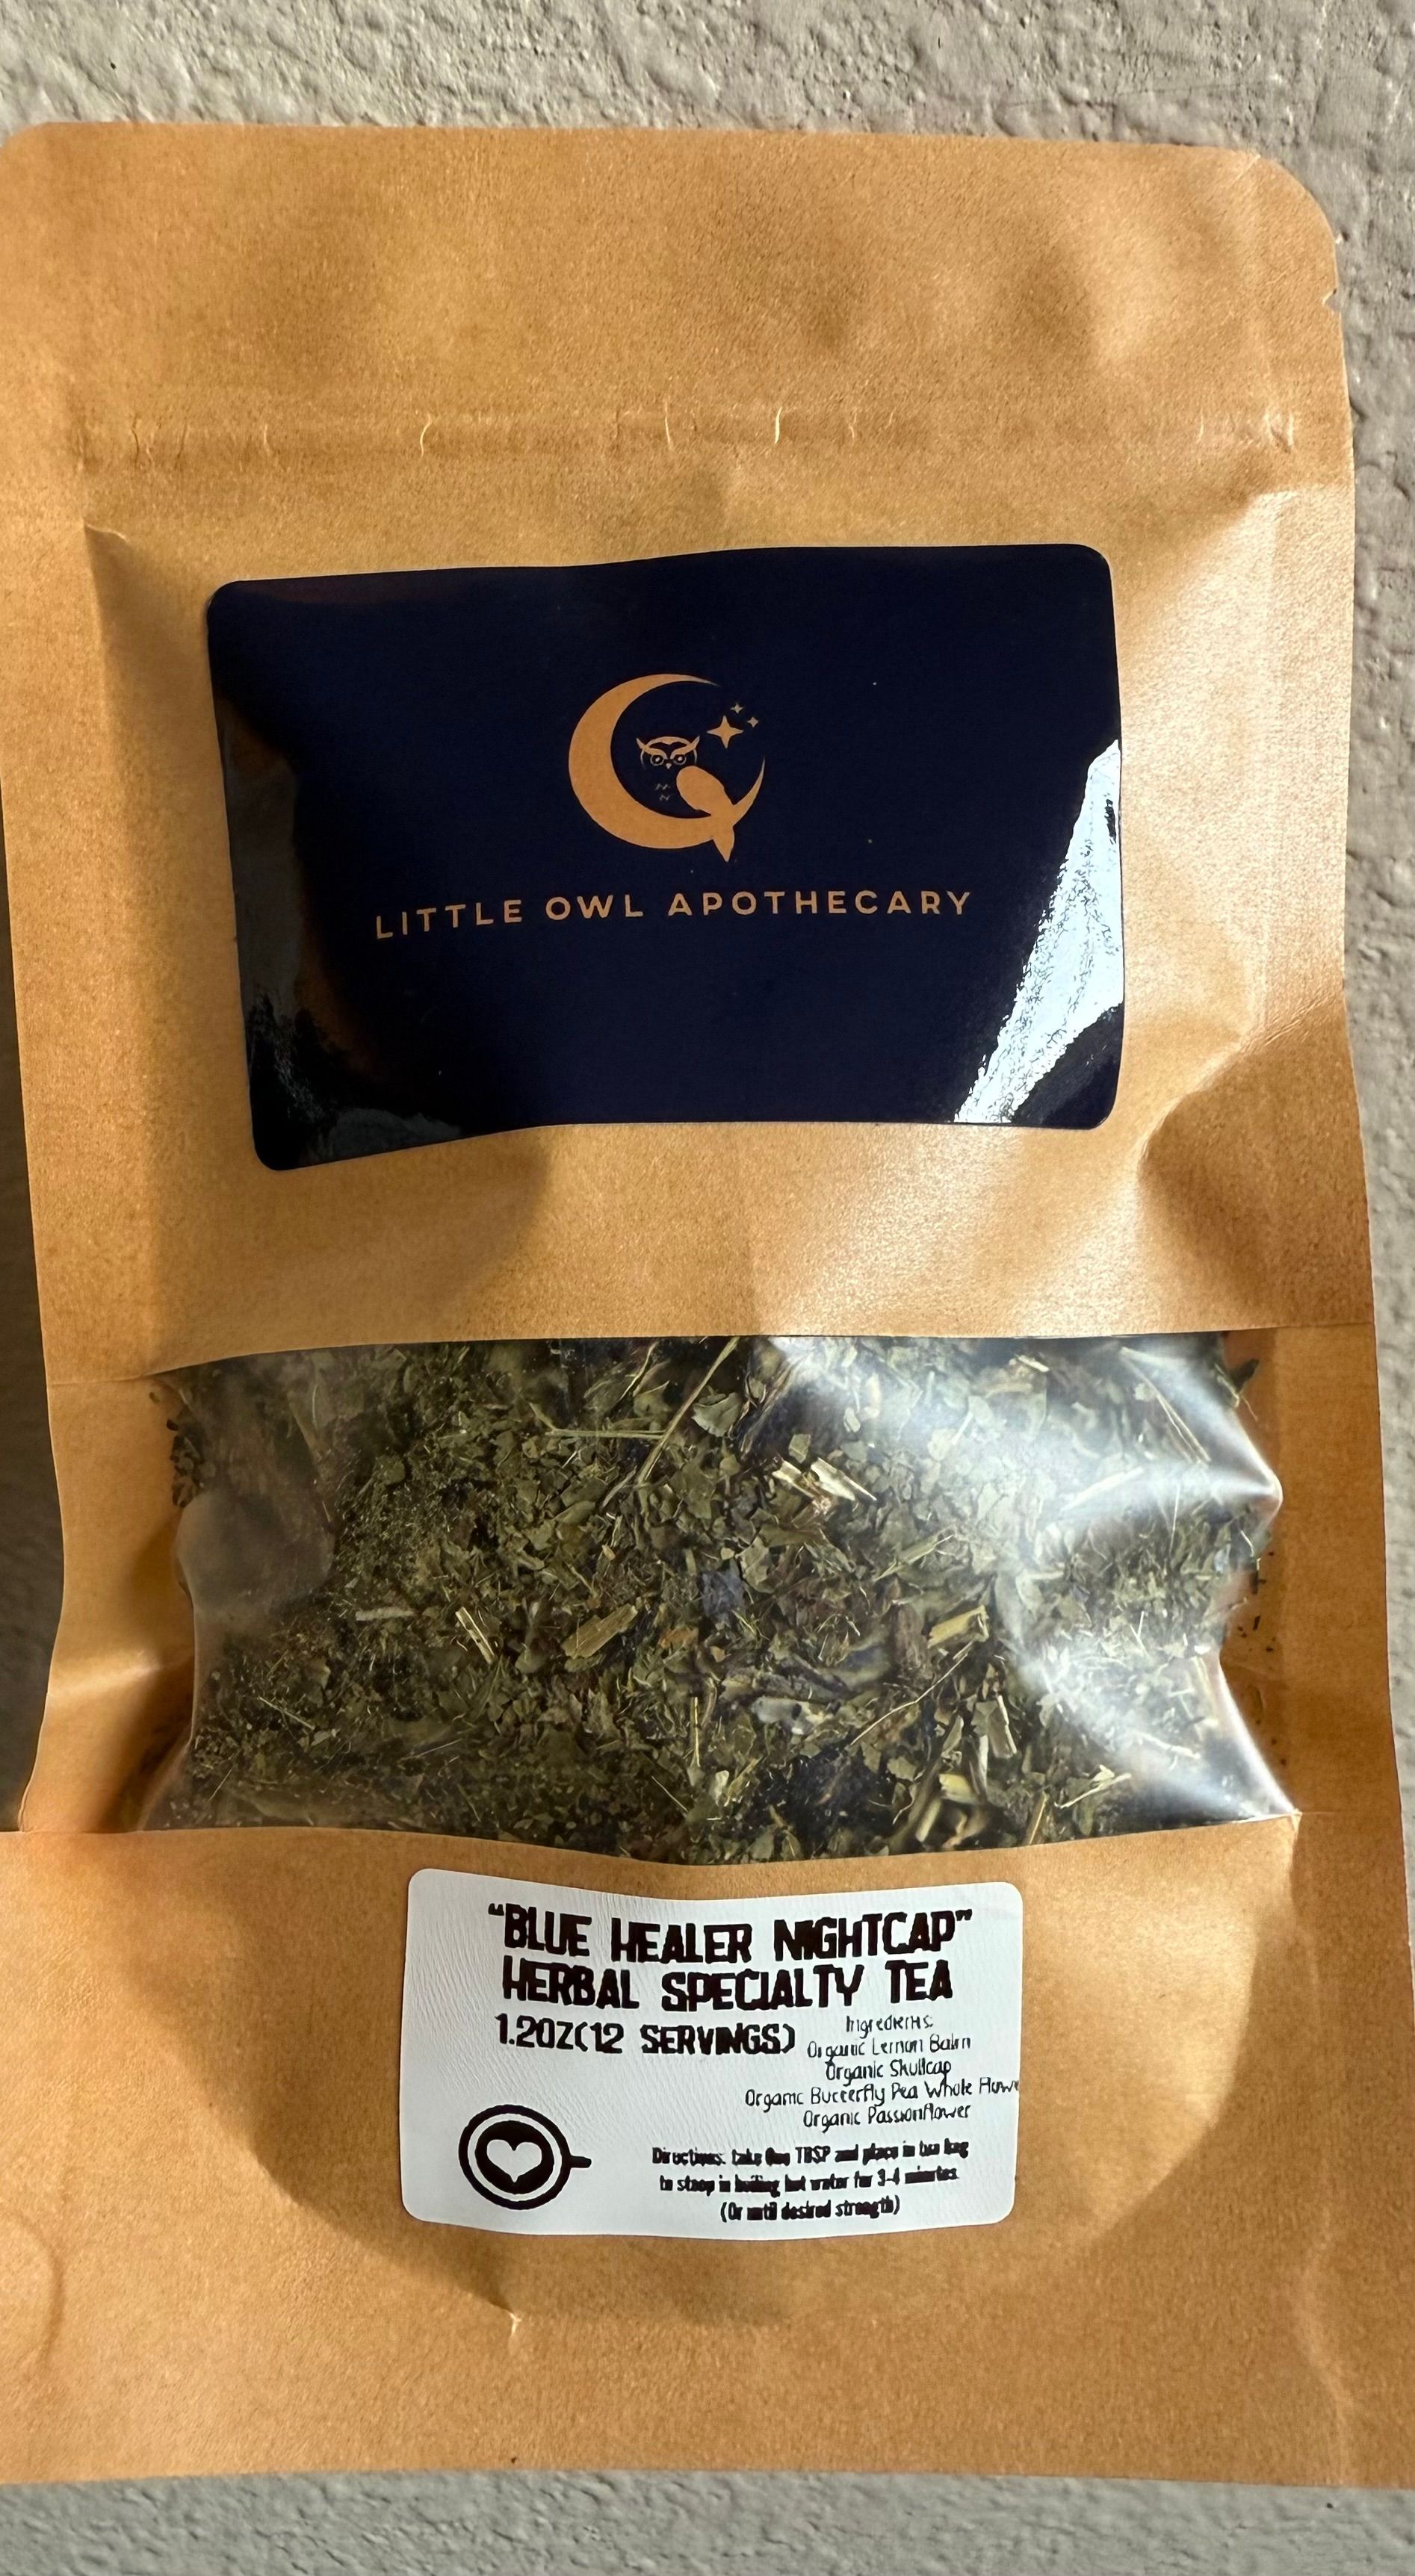 LITTLE OWL APOTHECARY
"BLUE HEALER NIGHTCAP"
HERBAL SPECIALTY TEA
1.2OZ(12 SERVINGS)
Ingredients:
Organic Lemon Balm
Organic Skullcap
Organic Butterfly Pea Whole Flowe
Organic Passionflower
Directions: take One TBSP and place in tea bag
to steep in boiling hot water for 3-4 minutes.
(Or until desired strength)